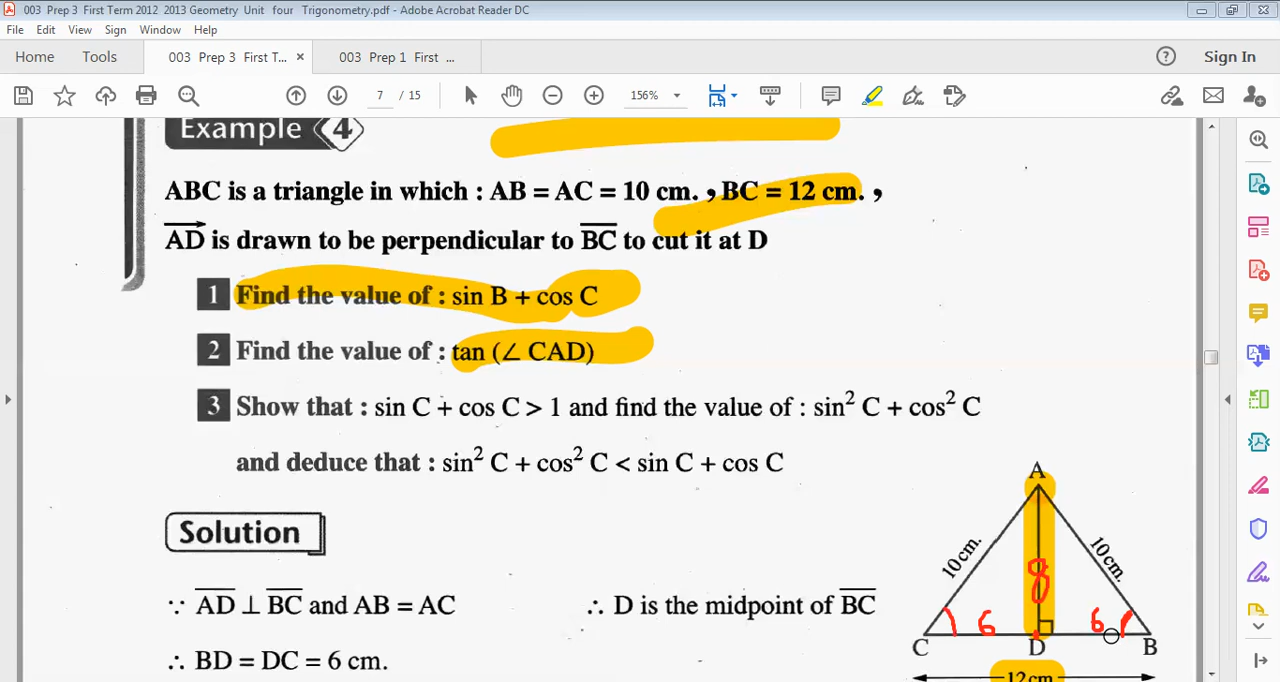 003 Prep 3 First Term 2012 2013 Geometry Unit four Trigonometry.pdf - Adobe Acrobat Reader DC
File Edit View Sign Window Help
Home Tools 003 Prep 3 First T... × 003 Prep 1 First ... ? Sign In
7 / 15 156%
Example 4
ABC is a triangle in which : AB = AC = 10 cm. , BC = 12 cm. ,
AD is drawn to be perpendicular to BC to cut it at D
1 Find the value of : sin B + cos C
2 Find the value of : tan (∠ CAD)
3 Show that : sin C + cos C > 1 and find the value of : sin² C + cos² C
and deduce that : sin² C + cos² C < sin C + cos C
Solution
∵ AD ⊥ BC and AB = AC ∴ D is the midpoint of BC
∴ BD = DC = 6 cm.
A
10 cm. 10 cm.
8
6 6
C D B
12 cm